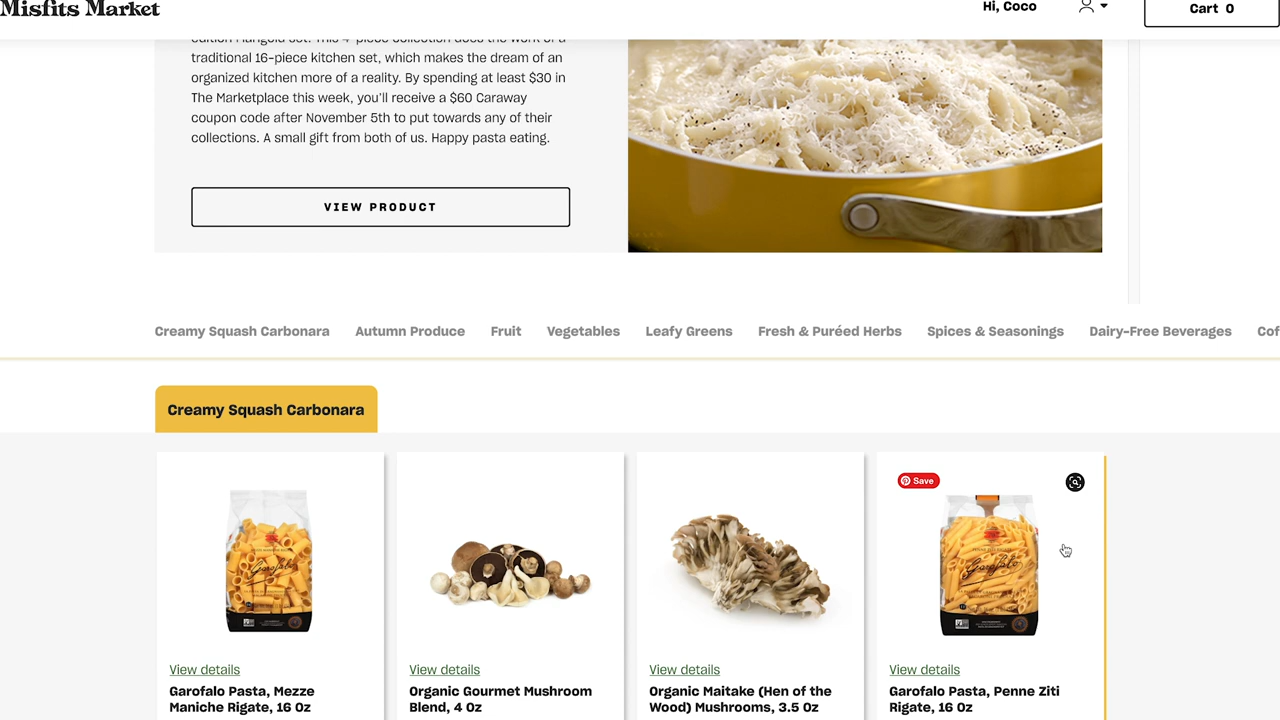 Misfits Market
Hi, Coco
Cart 0
edition Marigold set. This 4-piece collection does the work of a
traditional 16-piece kitchen set, which makes the dream of an
organized kitchen more of a reality. By spending at least $30 in
The Marketplace this week, you'll receive a $60 Caraway
coupon code after November 5th to put towards any of their
collections. A small gift from both of us. Happy pasta eating.
VIEW PRODUCT
Creamy Squash Carbonara Autumn Produce Fruit Vegetables Leafy Greens Fresh & Puréed Herbs Spices & Seasonings Dairy-Free Beverages Cof
Creamy Squash Carbonara
Save
Garofalo
Garofalo
View details
Garofalo Pasta, Mezze
Maniche Rigate, 16 Oz
View details
Organic Gourmet Mushroom
Blend, 4 Oz
View details
Organic Maitake (Hen of the
Wood) Mushrooms, 3.5 Oz
View details
Garofalo Pasta, Penne Ziti
Rigate, 16 Oz